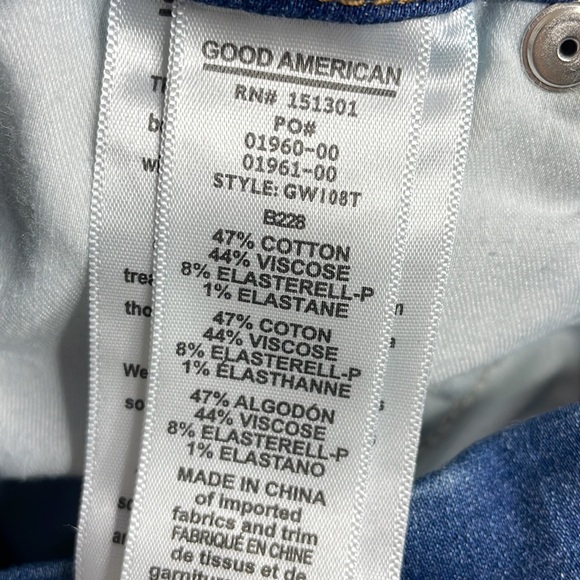 GOOD AMERICAN
RN# 151301
PO#
01960-00
01961-00
STYLE: GW108T
B228
47% COTTON
44% VISCOSE
8% ELASTERELL-P
1% ELASTANE
47% COTON
44% VISCOSE
8% ELASTERELL-P
1% ÉLASTHANNE
47% ALGODÓN
44% VISCOSE
8% ELASTERELL-P
1% ELASTANO
MADE IN CHINA
of imported
fabrics and trim
FABRIQUÉ EN CHINE
de tissus et de
We
so